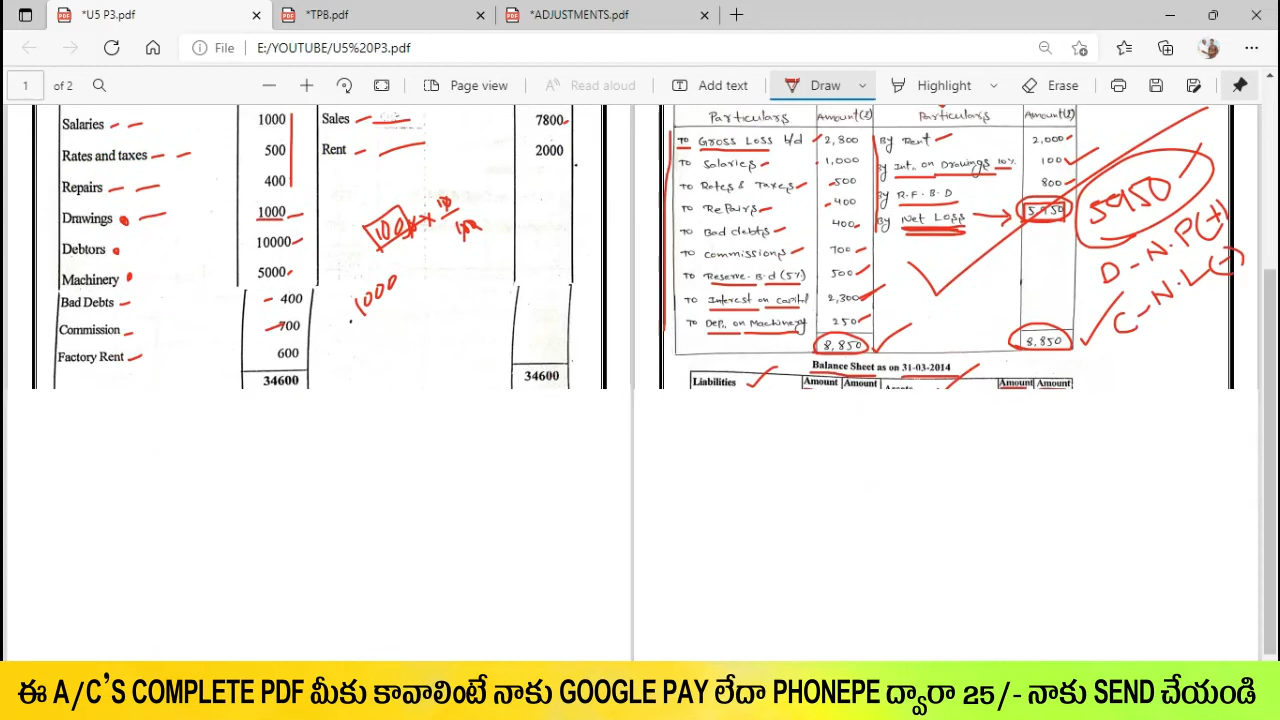 *U5 P3.pdf
*TPB.pdf
*ADJUSTMENTS.pdf
File E:/YOUTUBE/U5%20P3.pdf
1 of 2
Page view
Read aloud
Add text
Draw
Highlight
Erase
Salaries 1000 Sales 7800
Rates and taxes 500 Rent 2000
Repairs 400
Drawings 1000
Debtors 10000
Machinery 5000
Bad Debts 400
Commission 700
Factory Rent 600
34600 34600
1000
Particulars Amount(₹) Particulars Amount(₹)
To Gross Loss b/d 2,800 By Rent 2,000
To Salaries 1,000 By Int. on Drawings 10% 100
To Rates & Taxes 500 By R.F.B.D 800
To Repairs 400 By Net Loss 5,950
To Bad debts 400
To Commissions 700
To Reserve. B.d (5%) 500
To Interest on Capital 2,300
To Dep. on Machinery 250
8,850 8,850
5950
D-N.P(+)
C-N.L(-)
Balance Sheet as on 31-03-2014
Liabilities Amount Amount Assets Amount Amount
ఈ A/C'S COMPLETE PDF మీకు కావాలింటే నాకు GOOGLE PAY లేదా PHONEPE ద్వారా 25/- నాకు SEND చేయండి